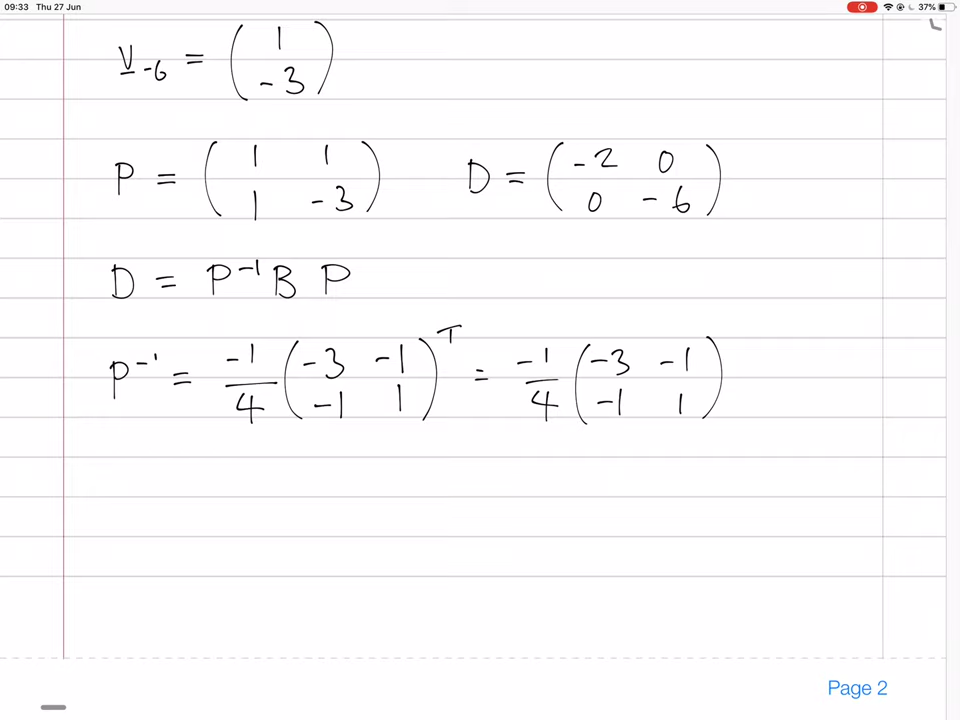 09:33 Thu 27 Jun 37%
v₋₆ = ( 1 ; -3 )
P = ( 1 1 ; 1 -3 ) D = ( -2 0 ; 0 -6 )
D = P⁻¹ B P
P⁻¹ = -1/4 ( -3 -1 ; -1 1 )ᵀ = -1/4 ( -3 -1 ; -1 1 )
Page 2